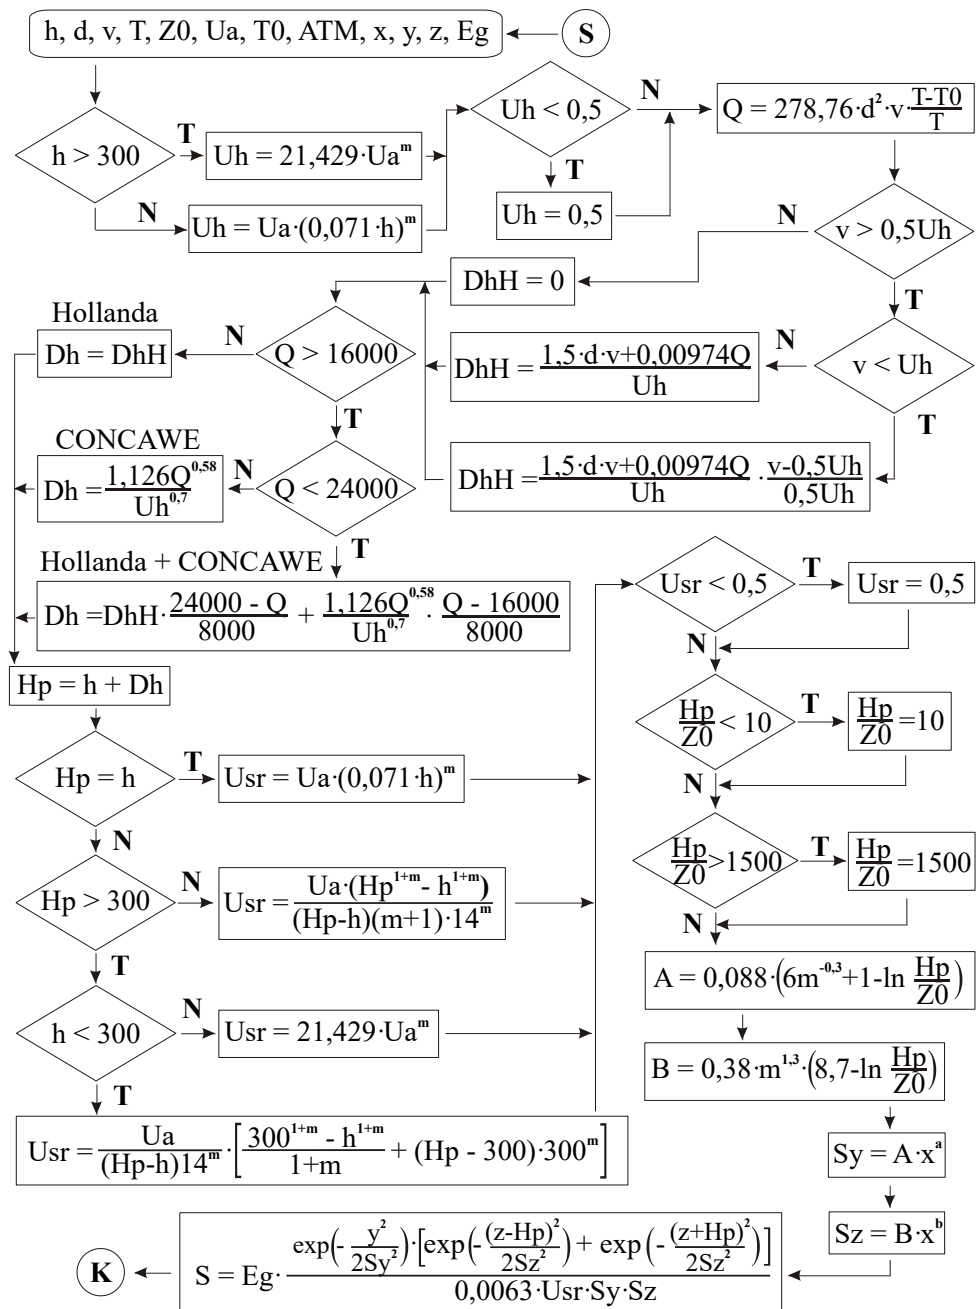 h, d, v, T, Z0, Ua, T0, ATM, x, y, z, Eg
S
h > 300
T
Uh = 21,429·Uaᵐ
N
Uh = Ua·(0,071·h)ᵐ
Uh < 0,5
N
T
Uh = 0,5
Q = 278,76·d²·v·(T-T0)/T
v > 0,5Uh
N
T
DhH = 0
v < Uh
N
T
DhH = (1,5·d·v+0,00974Q)/Uh
DhH = (1,5·d·v+0,00974Q)/Uh · (v-0,5Uh)/(0,5Uh)
Q > 16000
N
Hollanda
Dh = DhH
T
Q < 24000
N
CONCAWE
Dh = 1,126Q^0,58/Uh^0,7
T
Hollanda + CONCAWE
Dh = DhH·(24000 - Q)/8000 + 1,126Q^0,58/Uh^0,7 · (Q - 16000)/8000
Hp = h + Dh
Hp = h
T
Usr = Ua·(0,071·h)ᵐ
N
Hp > 300
N
Usr = Ua·(Hp^1+m - h^1+m)/(Hp-h)(m+1)·14ᵐ
T
h < 300
N
Usr = 21,429·Uaᵐ
T
Usr = Ua/(Hp-h)14ᵐ · [(300^1+m - h^1+m)/1+m + (Hp - 300)·300ᵐ]
Usr < 0,5
T
Usr = 0,5
N
Hp/Z0 < 10
T
Hp/Z0 = 10
N
Hp/Z0 > 1500
T
Hp/Z0 = 1500
N
A = 0,088·(6m^-0,3+1-ln Hp/Z0)
B = 0,38·m^1,3·(8,7-ln Hp/Z0)
Sy = A·xᵃ
Sz = B·xᵇ
S = Eg· exp(- y²/2Sy²)·[exp(- (z-Hp)²/2Sz²) + exp(- (z+Hp)²/2Sz²)]/0,0063·Usr·Sy·Sz
K